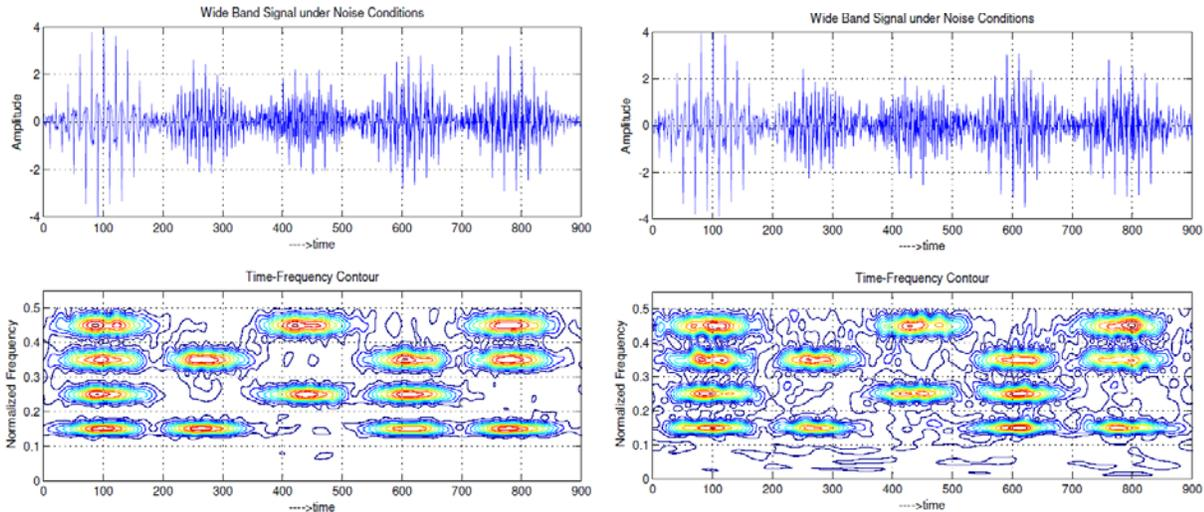 Wide Band Signal under Noise Conditions
4
2
0
-2
-4
Amplitude
0 100 200 300 400 500 600 700 800 900
---->time
Time-Frequency Contour
0.5
0.4
0.3
0.2
0.1
0
Normalized Frequency
0 100 200 300 400 500 600 700 800 900
---->time
Wide Band Signal under Noise Conditions
4
2
0
-2
-4
Amplitude
0 100 200 300 400 500 600 700 800 900
---->time
Time-Frequency Contour
0.5
0.4
0.3
0.2
0.1
0
Normalized Frequency
0 100 200 300 400 500 600 700 800 900
---->time